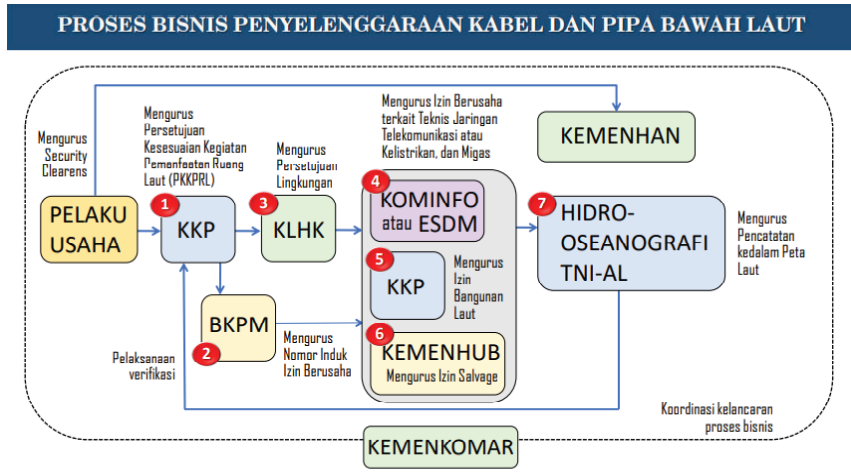 PROSES BISNIS PENYELENGGARAAN KABEL DAN PIPA BAWAH LAUT
Mengurus
Security
Clearens
Mengurus
Persetujuan
Kesesuaian Kegiatan
Pemanfaatan Ruang
Laut (PKKPRL)
Mengurus
Persetujuan
Lingkungan
Mengurus Izin Berusaha
terkait Teknis Jaringan
Telekomunikasi atau
Kelistrikan, dan Migas
KEMENHAN
PELAKU
USAHA
1
KKP
3
KLHK
4
KOMINFO
atau ESDM
5
KKP
Mengurus
Izin
Bangunan
Laut
6
KEMENHUB
Mengurus Izin Salvage
7
HIDRO-
OSEANOGRAFI
TNI-AL
Mengurus
Pencatatan
kedalam Peta
Laut
BKPM
2
Mengurus
Nomor Induk
Izin Berusaha
Pelaksanaan
verifikasi
Koordinasi kelancaran
proses bisnis
KEMENKOMAR